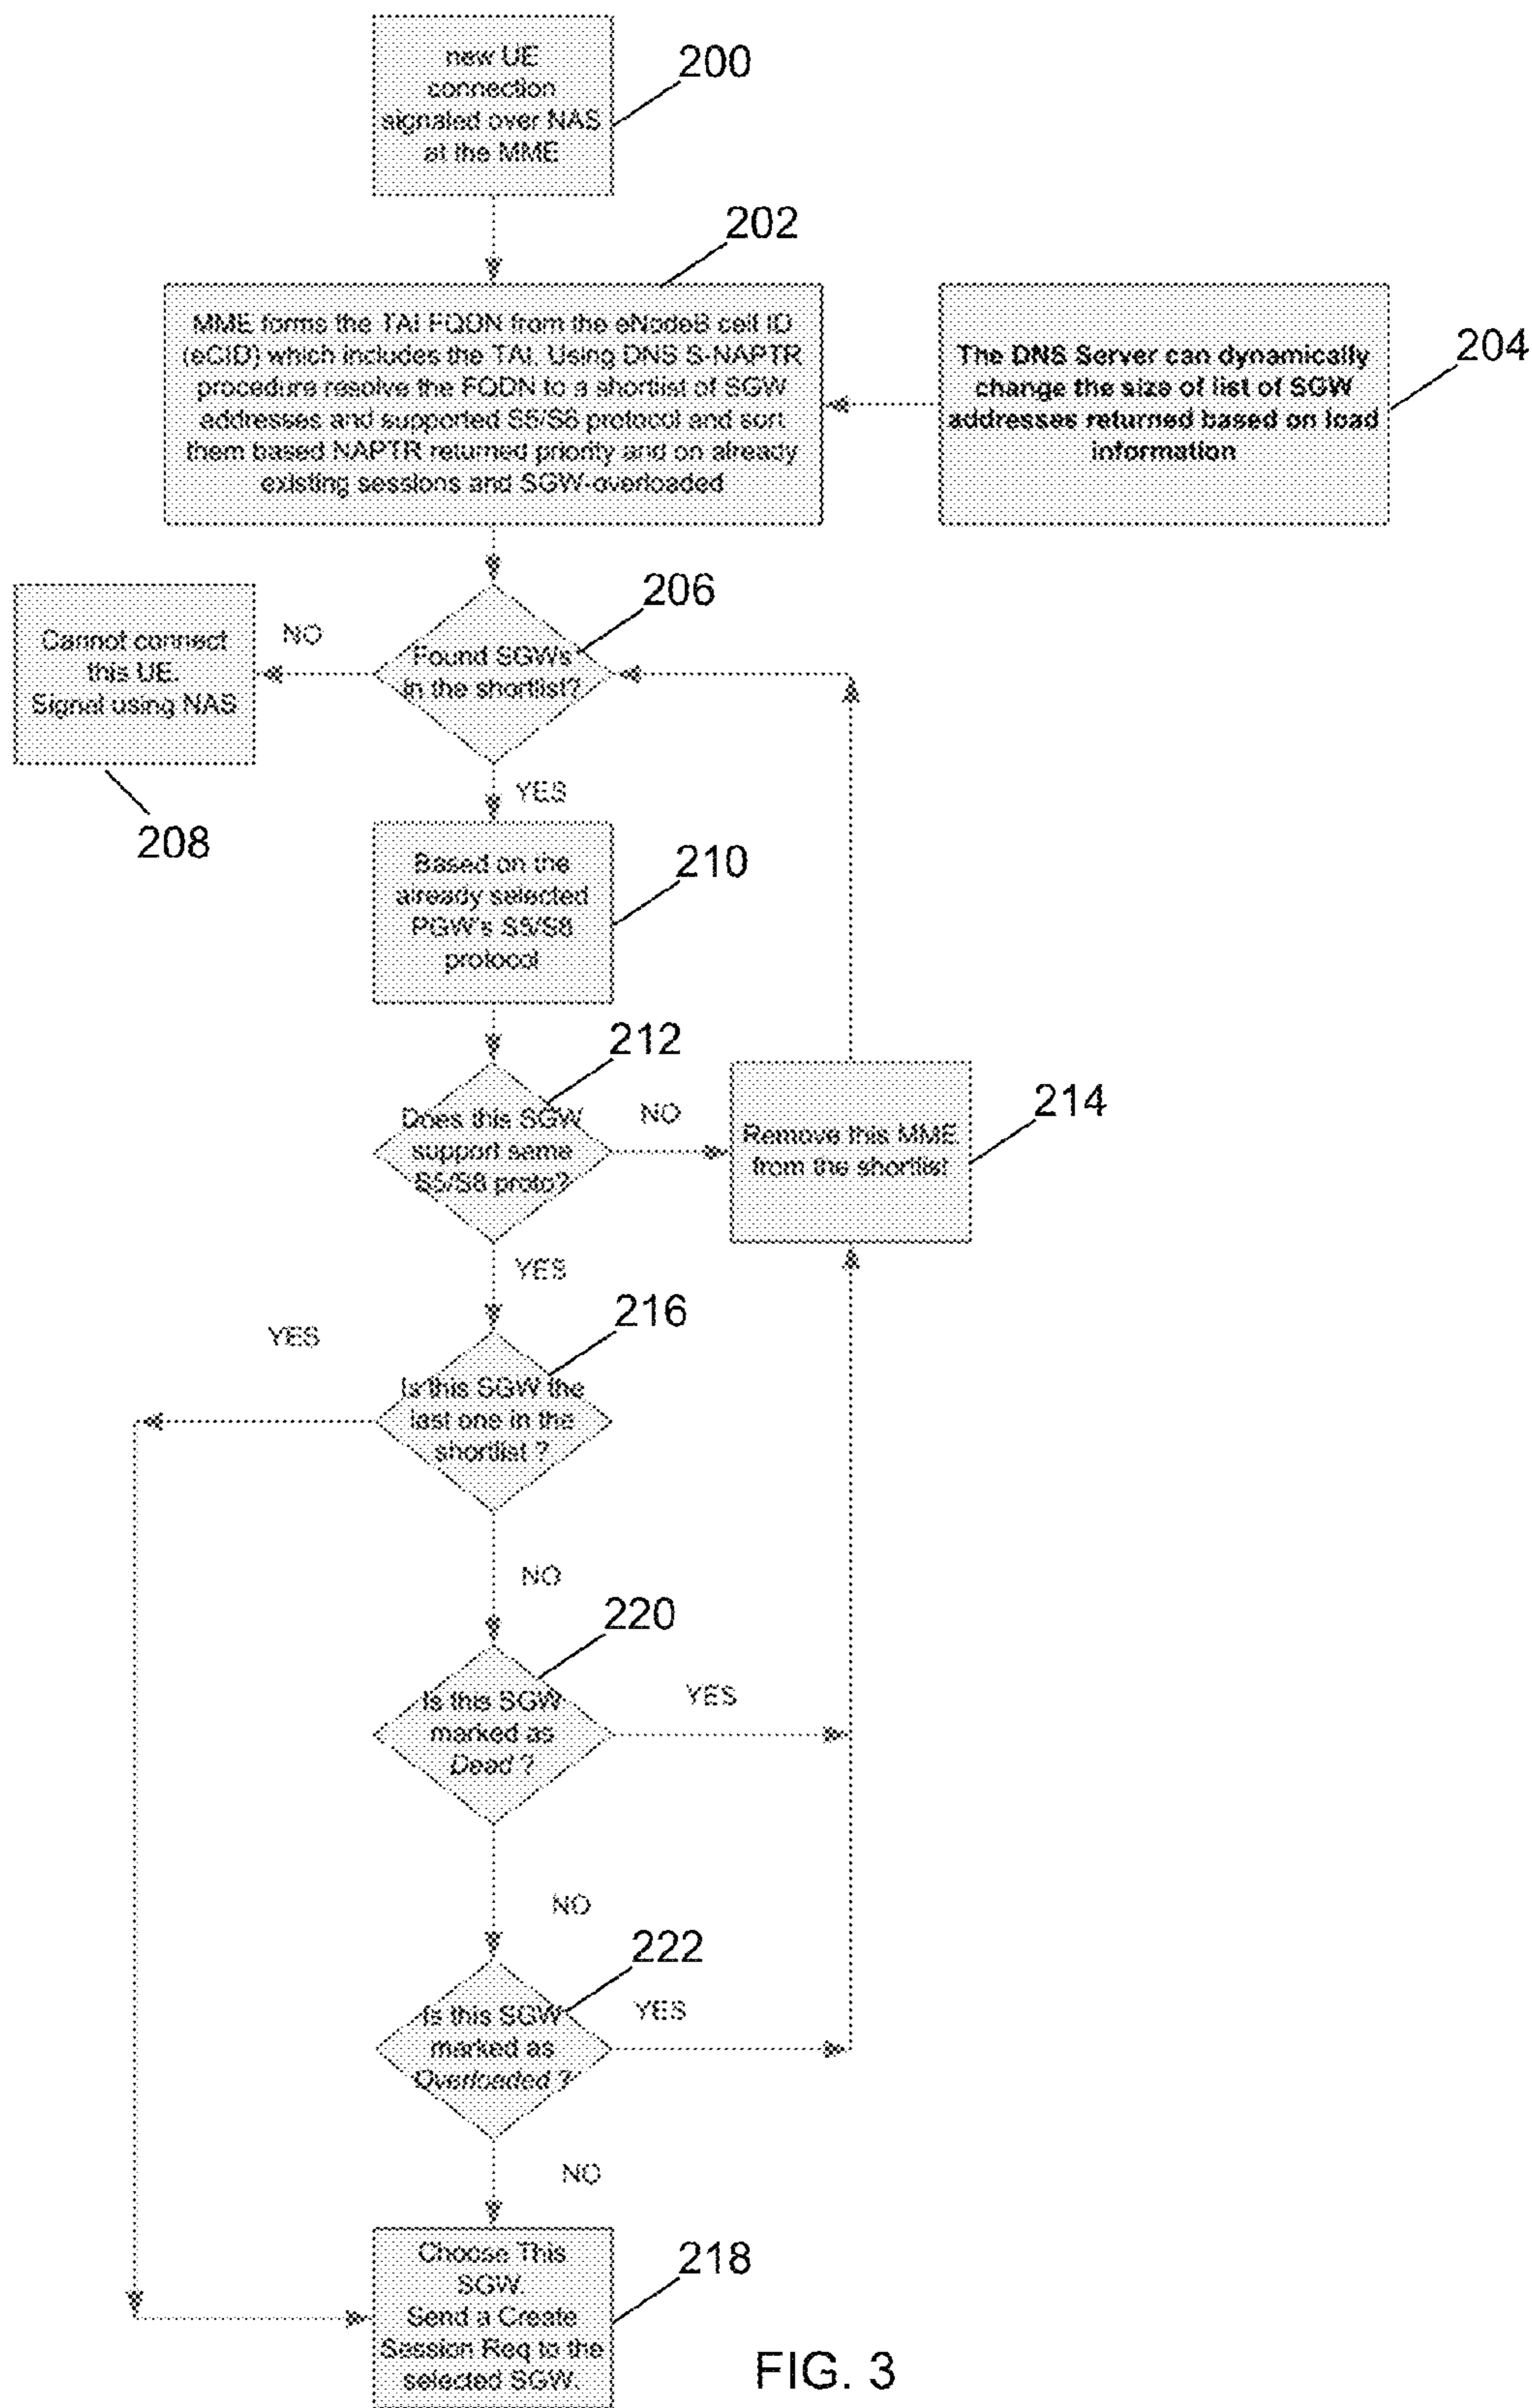 new UE
connection
signaled over NAS
at the MME
200
202
MME forms the TAI FQDN from the eNodeB cell ID
(eCID) which includes the TAI. Using DNS S-NAPTR
procedure resolve the FQDN to a shortlist of SGW
addresses and supported S5/S8 protocol and sort
them based NAPTR returned priority and on already
existing sessions and SGW-overloaded
The DNS Server can dynamically
change the size of list of SGW
addresses returned based on load
information
204
206
Found SGWs
in the shortlist?
NO
Cannot connect
this UE.
Signal using NAS
208
YES
Based on the
already selected
PGW's S5/S8
protocol
210
212
Does this SGW
support same
S5/S8 proto?
NO
Remove this MME
from the shortlist
214
YES
216
YES
Is this SGW the
last one in the
shortlist ?
NO
220
Is this SGW
marked as
Dead ?
YES
NO
222
Is this SGW
marked as
Overloaded ?
YES
NO
Choose This
SGW.
Send a Create
Session Req to the
selected SGW.
218
FIG. 3